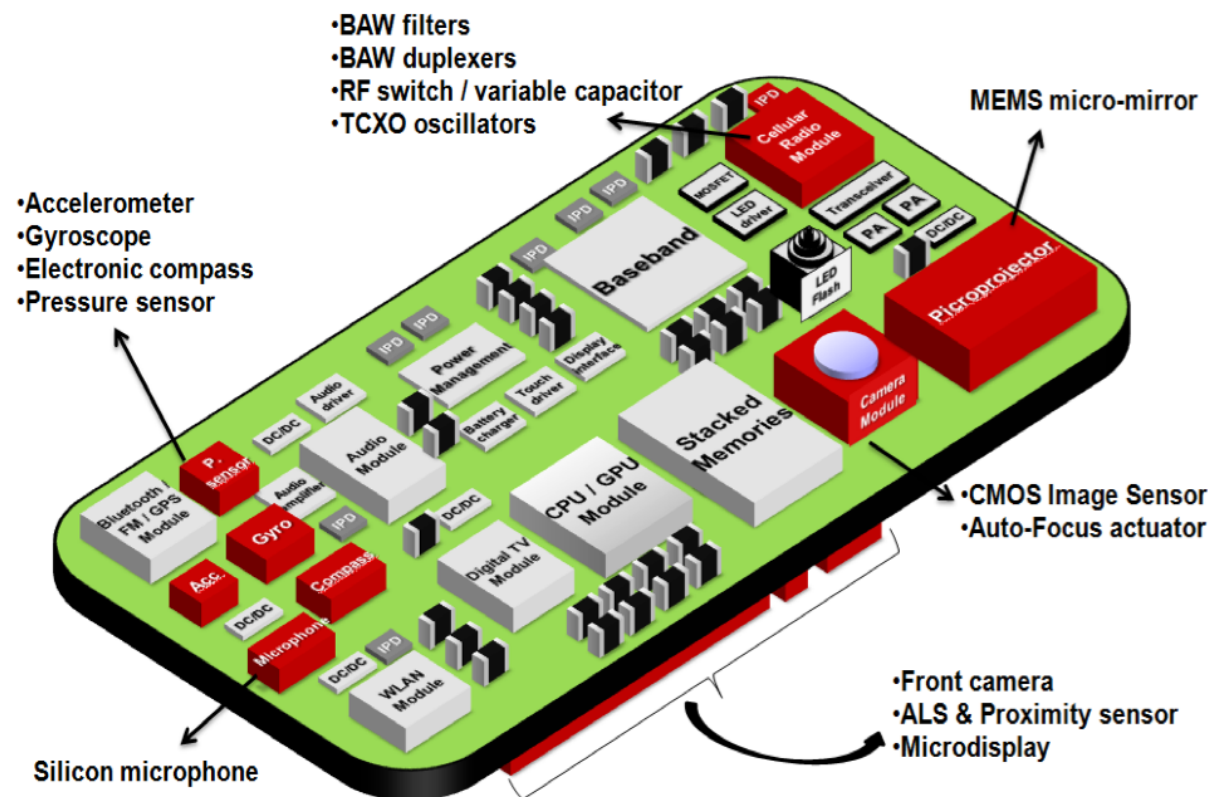 •BAW filters
•BAW duplexers
•RF switch / variable capacitor
•TCXO oscillators
MEMS micro-mirror
•Accelerometer
•Gyroscope
•Electronic compass
•Pressure sensor
IPD
Cellular
Radio
Module
MOSFET
LED
driver
Transceiver
PA
PA
DC/DC
IPD
IPD
IPD
Baseband
LED
Flash
Picroprojector
IPD
IPD
Power
Management
Display
interface
Touch
driver
Battery
charger
Camera
Module
Audio
driver
DC/DC
Audio
Module
Stacked
Memories
P.
sensor
Audio
amplifier
Bluetooth /
FM / GPS
Module
Gyro
IPD
DC/DC
CPU / GPU
Module
Digital TV
Module
Acc.
Compass
DC/DC
Microphone
DC/DC
IPD
WLAN
Module
•CMOS Image Sensor
•Auto-Focus actuator
•Front camera
•ALS & Proximity sensor
•Microdisplay
Silicon microphone